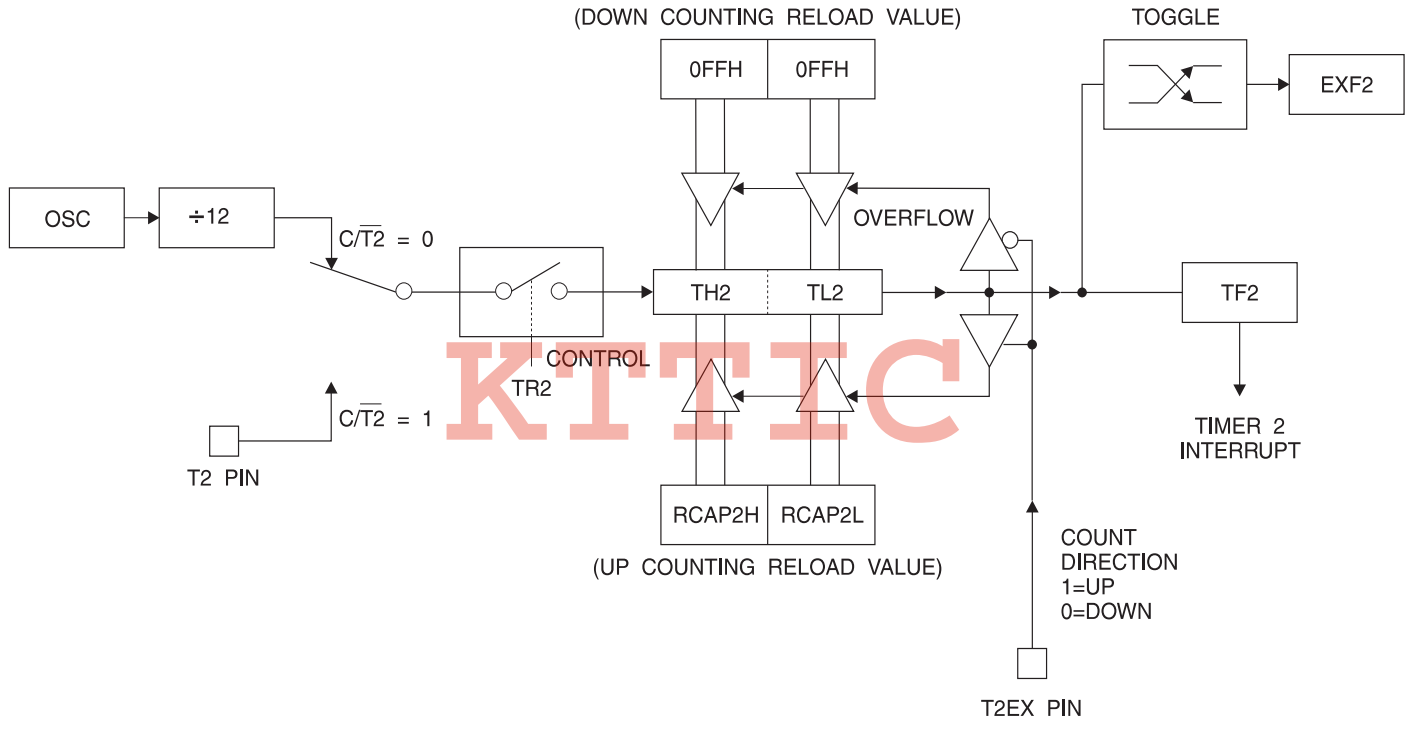 (DOWN COUNTING RELOAD VALUE)
TOGGLE
0FFH
0FFH
EXF2
OSC
÷12
C/T2̅ = 0
OVERFLOW
TH2
TL2
TF2
CONTROL
TR2
C/T2̅ = 1
T2 PIN
KTTIC
TIMER 2
INTERRUPT
RCAP2H
RCAP2L
(UP COUNTING RELOAD VALUE)
COUNT
DIRECTION
1=UP
0=DOWN
T2EX PIN